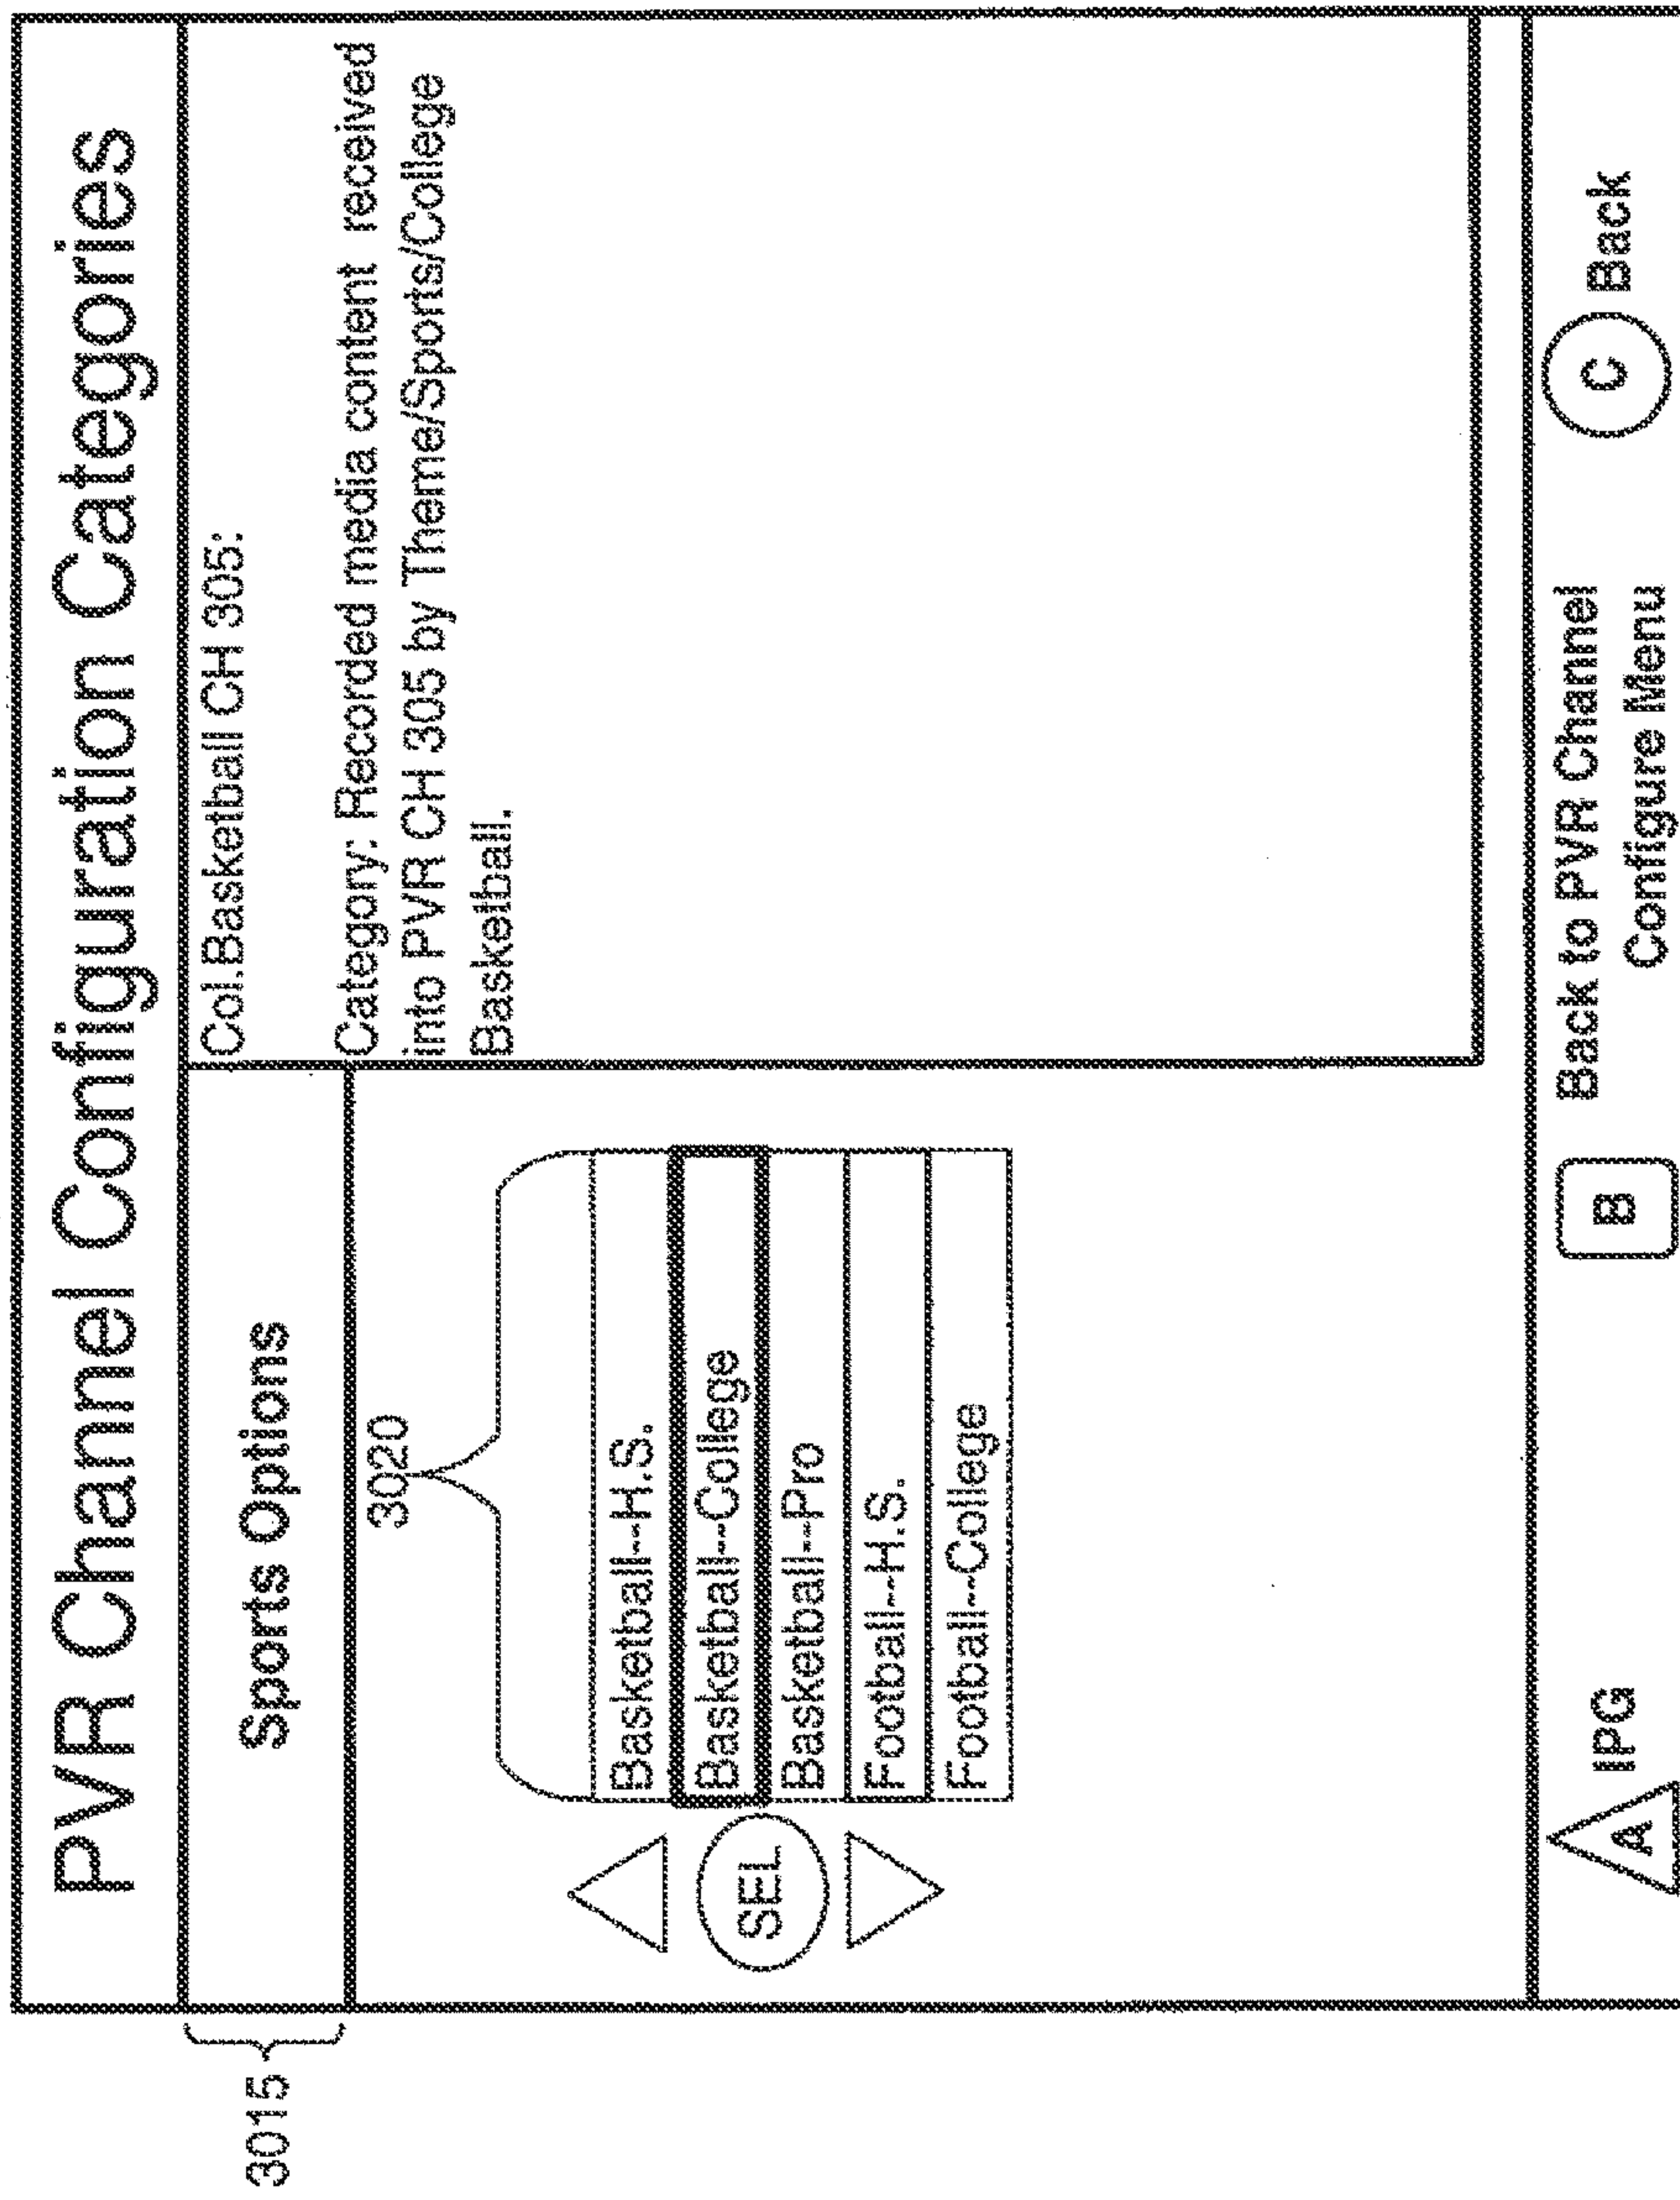 PVR Channel Configuration Categories
3015
Sports Options
3020
Basketball--H.S.
Basketball--College
Basketball--Pro
Football--H.S.
Football--College
SEL
Col.Basketball CH 305:
Category: Recorded media content received
into PVR CH 305 by Theme/Sports/College
Basketball.
A IPG
B Back to PVR Channel
Configure Menu
C Back